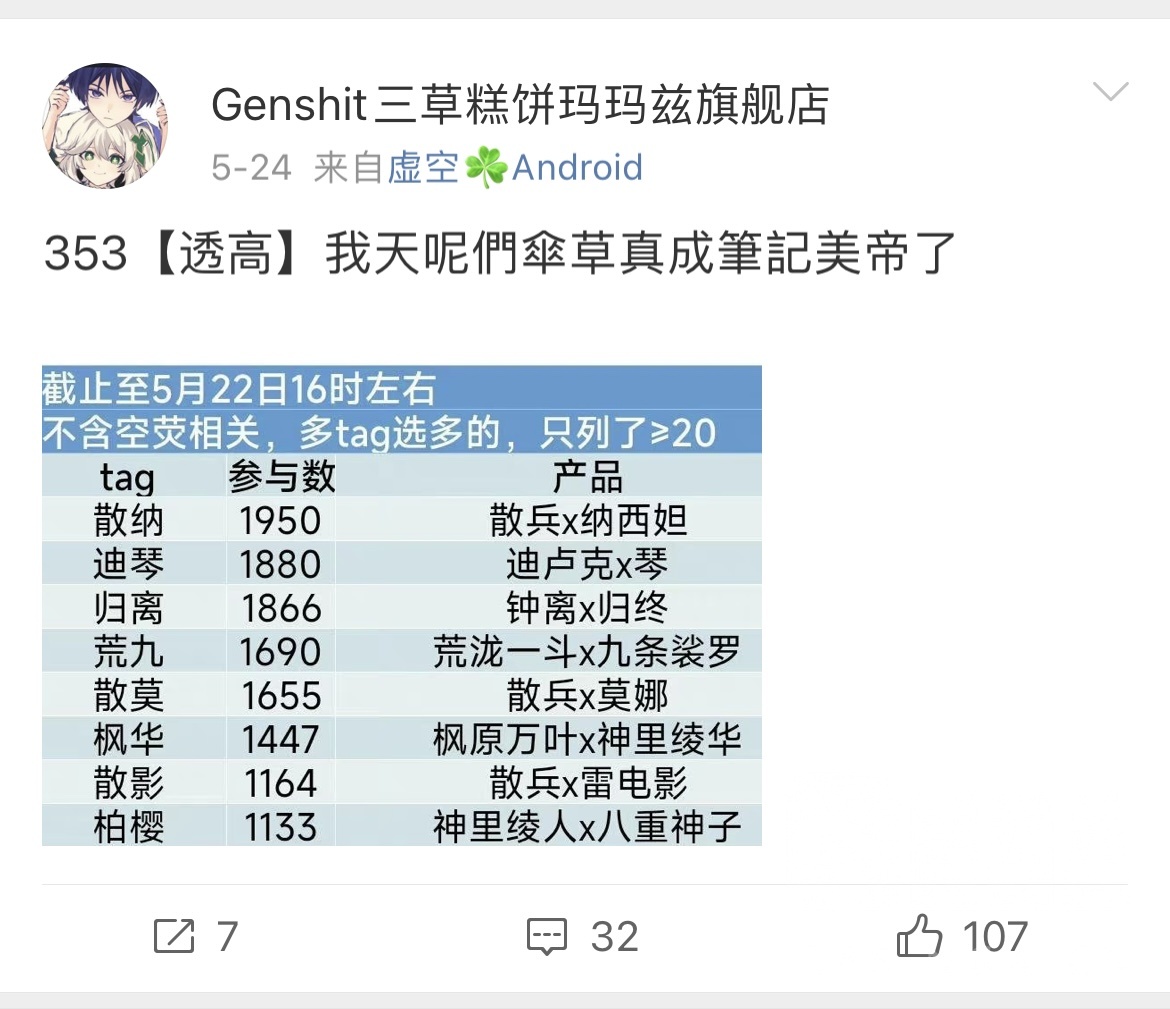 Genshit三草糕饼玛玛兹旗舰店
5-24 来自虚空☘️Android
353【透高】我天呢們傘草真成筆記美帝了
截止至5月22日16时左右
不含空荧相关，多tag选多的，只列了≥20
tag 参与数 产品
散纳 1950 散兵x纳西妲
迪琴 1880 迪卢克x琴
归离 1866 钟离x归终
荒九 1690 荒泷一斗x九条裟罗
散莫 1655 散兵x莫娜
枫华 1447 枫原万叶x神里绫华
散影 1164 散兵x雷电影
柏樱 1133 神里绫人x八重神子
7 32 107